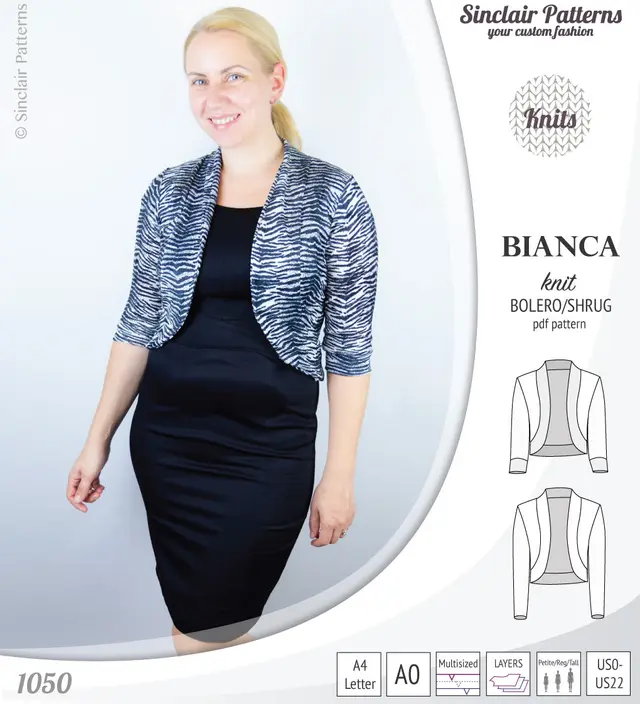 © Sinclair Patterns
Sinclair Patterns
your custom fashion
Knits
BIANCA
knit
BOLERO/SHRUG
pdf pattern
1050
A4
Letter
A0
Multisized
LAYERS
Petite/Reg/Tall
US0-
US22